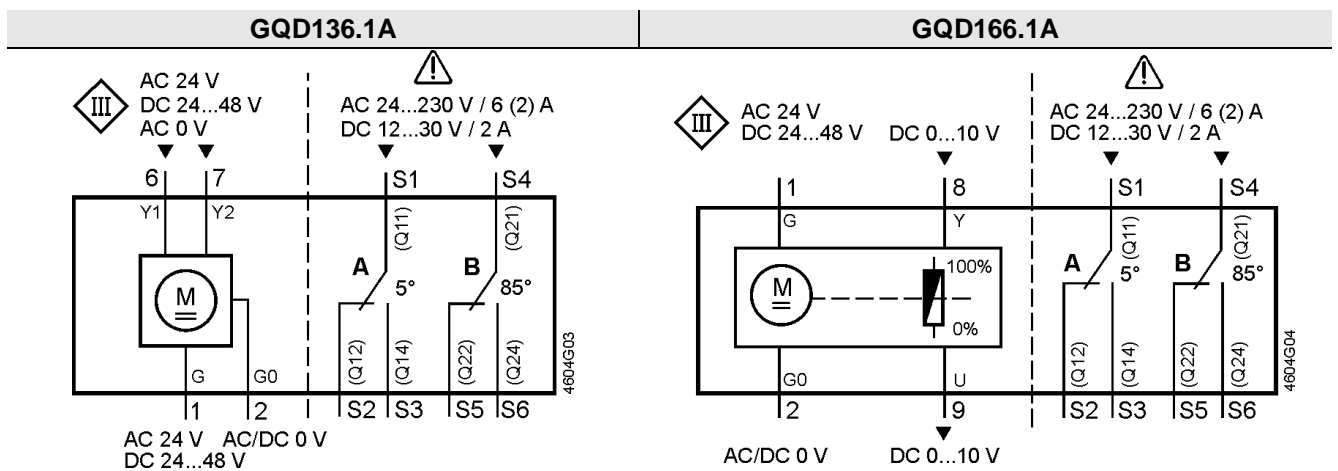 GQD136.1A
AC 24 V
DC 24...48 V
AC 0 V
AC 24...230 V / 6 (2) A
DC 12...30 V / 2 A
6
7
S1
S4
Y1
Y2
(Q11)
(Q21)
A
5°
B
85°
M
III
G
G0
(Q12)
(Q14)
(Q22)
(Q24)
1
2
S2
S3
S5
S6
AC 24 V
DC 24...48 V
AC/DC 0 V
4604G03
GQD166.1A
III
AC 24 V
DC 24...48 V
DC 0...10 V
AC 24...230 V / 6 (2) A
DC 12...30 V / 2 A
1
8
S1
S4
G
Y
(Q11)
(Q21)
M
100%
0%
A
5°
B
85°
G0
U
(Q12)
(Q14)
(Q22)
(Q24)
2
9
S2
S3
S5
S6
AC/DC 0 V
DC 0...10 V
4604G04